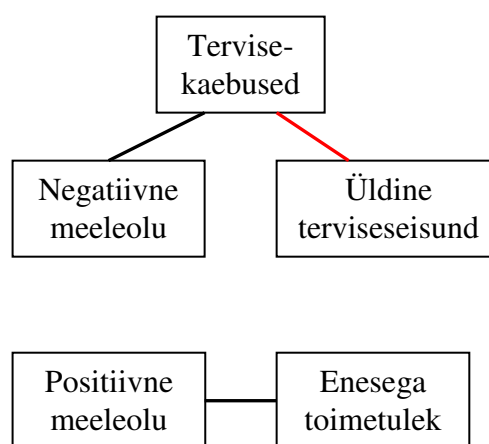 Tervise-
kaebused
Negatiivne
meeleolu
Üldine
terviseseisund
Positiivne
meeleolu
Enesega
toimetulek